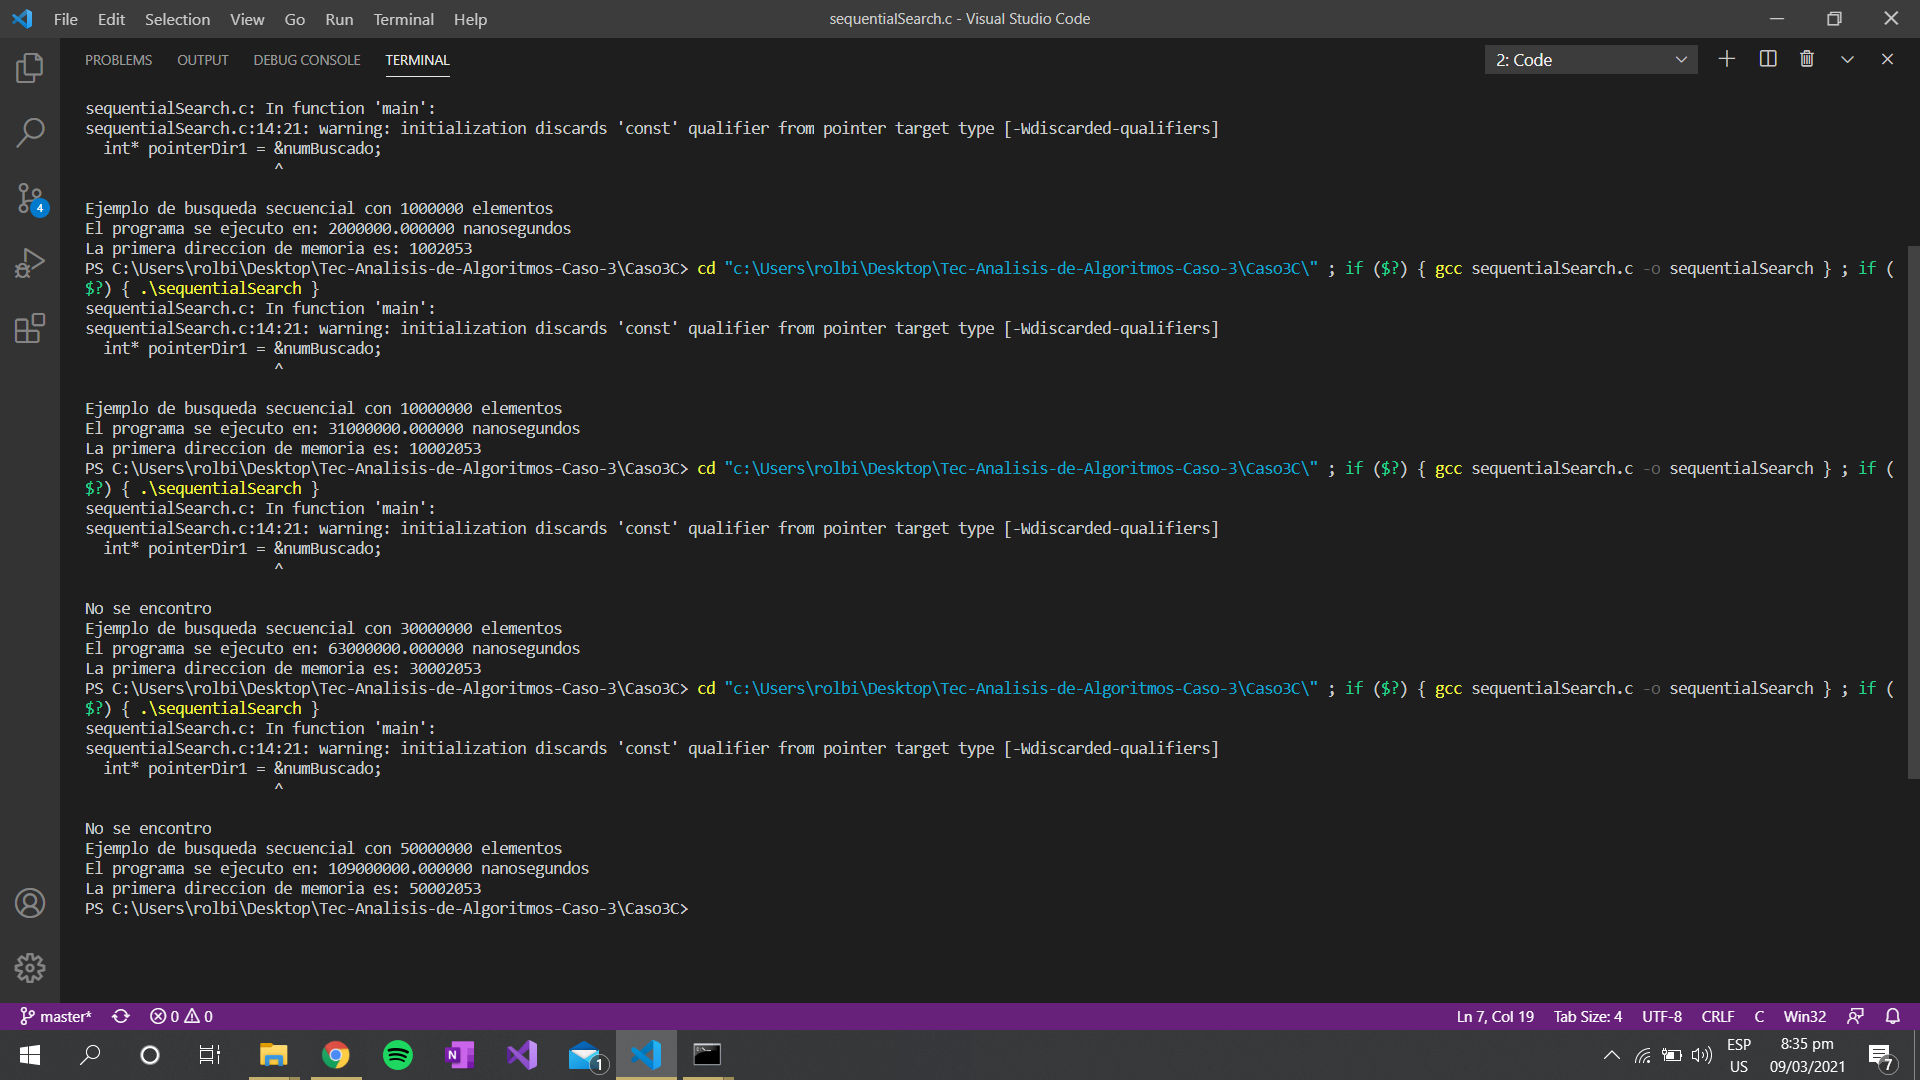 File Edit Selection View Go Run Terminal Help
sequentialSearch.c - Visual Studio Code
PROBLEMS OUTPUT DEBUG CONSOLE TERMINAL
2: Code
sequentialSearch.c: In function 'main':
sequentialSearch.c:14:21: warning: initialization discards 'const' qualifier from pointer target type [-Wdiscarded-qualifiers]
int* pointerDir1 = &numBuscado;
^
Ejemplo de busqueda secuencial con 1000000 elementos
El programa se ejecuto en: 2000000.000000 nanosegundos
La primera direccion de memoria es: 1002053
PS C:\Users\rolbi\Desktop\Tec-Analisis-de-Algoritmos-Caso-3\Caso3C> cd "c:\Users\rolbi\Desktop\Tec-Analisis-de-Algoritmos-Caso-3\Caso3C\" ; if ($?) { gcc sequentialSearch.c -o sequentialSearch } ; if (
$?) { .\sequentialSearch }
sequentialSearch.c: In function 'main':
sequentialSearch.c:14:21: warning: initialization discards 'const' qualifier from pointer target type [-Wdiscarded-qualifiers]
int* pointerDir1 = &numBuscado;
^
Ejemplo de busqueda secuencial con 10000000 elementos
El programa se ejecuto en: 31000000.000000 nanosegundos
La primera direccion de memoria es: 10002053
PS C:\Users\rolbi\Desktop\Tec-Analisis-de-Algoritmos-Caso-3\Caso3C> cd "c:\Users\rolbi\Desktop\Tec-Analisis-de-Algoritmos-Caso-3\Caso3C\" ; if ($?) { gcc sequentialSearch.c -o sequentialSearch } ; if (
$?) { .\sequentialSearch }
sequentialSearch.c: In function 'main':
sequentialSearch.c:14:21: warning: initialization discards 'const' qualifier from pointer target type [-Wdiscarded-qualifiers]
int* pointerDir1 = &numBuscado;
^
No se encontro
Ejemplo de busqueda secuencial con 30000000 elementos
El programa se ejecuto en: 63000000.000000 nanosegundos
La primera direccion de memoria es: 30002053
PS C:\Users\rolbi\Desktop\Tec-Analisis-de-Algoritmos-Caso-3\Caso3C> cd "c:\Users\rolbi\Desktop\Tec-Analisis-de-Algoritmos-Caso-3\Caso3C\" ; if ($?) { gcc sequentialSearch.c -o sequentialSearch } ; if (
$?) { .\sequentialSearch }
sequentialSearch.c: In function 'main':
sequentialSearch.c:14:21: warning: initialization discards 'const' qualifier from pointer target type [-Wdiscarded-qualifiers]
int* pointerDir1 = &numBuscado;
^
No se encontro
Ejemplo de busqueda secuencial con 50000000 elementos
El programa se ejecuto en: 109000000.000000 nanosegundos
La primera direccion de memoria es: 50002053
PS C:\Users\rolbi\Desktop\Tec-Analisis-de-Algoritmos-Caso-3\Caso3C>
4
master* 0 0
Ln 7, Col 19 Tab Size: 4 UTF-8 CRLF C Win32
N 1
ESP 8:35 pm
US 09/03/2021 7